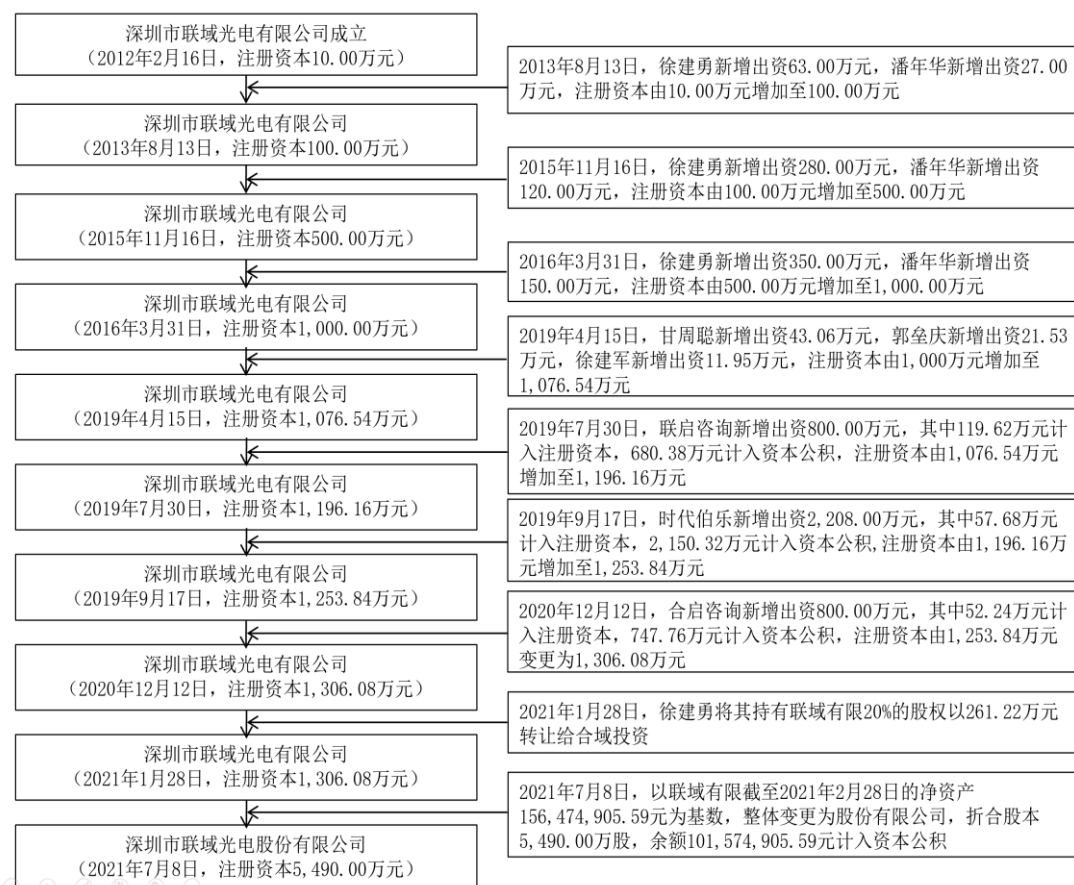 深圳市联域光电有限公司成立
（2012年2月16日，注册资本10.00万元）
2013年8月13日，徐建勇新增出资63.00万元，潘年华新增出资27.00
万元，注册资本由10.00万元增加至100.00万元
深圳市联域光电有限公司
（2013年8月13日，注册资本100.00万元）
2015年11月16日，徐建勇新增出资280.00万元，潘年华新增出资
120.00万元，注册资本由100.00万元增加至500.00万元
深圳市联域光电有限公司
（2015年11月16日，注册资本500.00万元）
2016年3月31日，徐建勇新增出资350.00万元，潘年华新增出资
150.00万元，注册资本由500.00万元增加至1,000.00万元
深圳市联域光电有限公司
（2016年3月31日，注册资本1,000.00万元）
2019年4月15日，甘周聪新增出资43.06万元，郭垒庆新增出资21.53
万元，徐建军新增出资11.95万元，注册资本由1,000万元增加至
1,076.54万元
深圳市联域光电有限公司
（2019年4月15日，注册资本1,076.54万元）
2019年7月30日，联启咨询新增出资800.00万元，其中119.62万元计
入注册资本，680.38万元计入资本公积，注册资本由1,076.54万元
增加至1,196.16万元
深圳市联域光电有限公司
（2019年7月30日，注册资本1,196.16万元）
2019年9月17日，时代伯乐新增出资2,208.00万元，其中57.68万元
计入注册资本，2,150.32万元计入资本公积,注册资本由1,196.16万
元增加至1,253.84万元
深圳市联域光电有限公司
（2019年9月17日，注册资本1,253.84万元）
2020年12月12日，合启咨询新增出资800.00万元，其中52.24万元计
入注册资本，747.76万元计入资本公积，注册资本由1,253.84万元
变更为1,306.08万元
深圳市联域光电有限公司
（2020年12月12日，注册资本1,306.08万元）
2021年1月28日，徐建勇将其持有联域有限20%的股权以261.22万元
转让给合域投资
深圳市联域光电有限公司
（2021年1月28日，注册资本1,306.08万元）
2021年7月8日，以联域有限截至2021年2月28日的净资产
156,474,905.59元为基数，整体变更为股份有限公司，折合股本
5,490.00万股，余额101,574,905.59元计入资本公积
深圳市联域光电股份有限公司
（2021年7月8日，注册资本5,490.00万元）